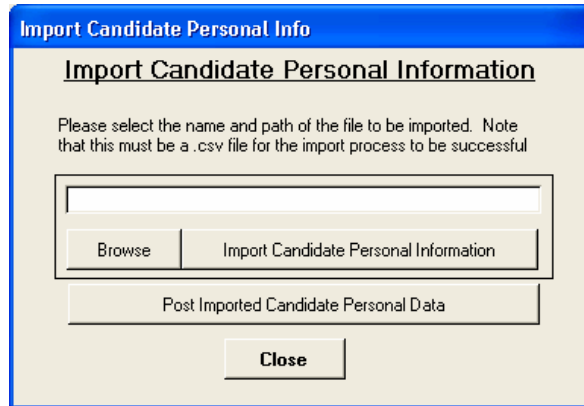 Import Candidate Personal Info
Import Candidate Personal Information
Please select the name and path of the file to be imported. Note
that this must be a .csv file for the import process to be successful
Browse
Import Candidate Personal Information
Post Imported Candidate Personal Data
Close